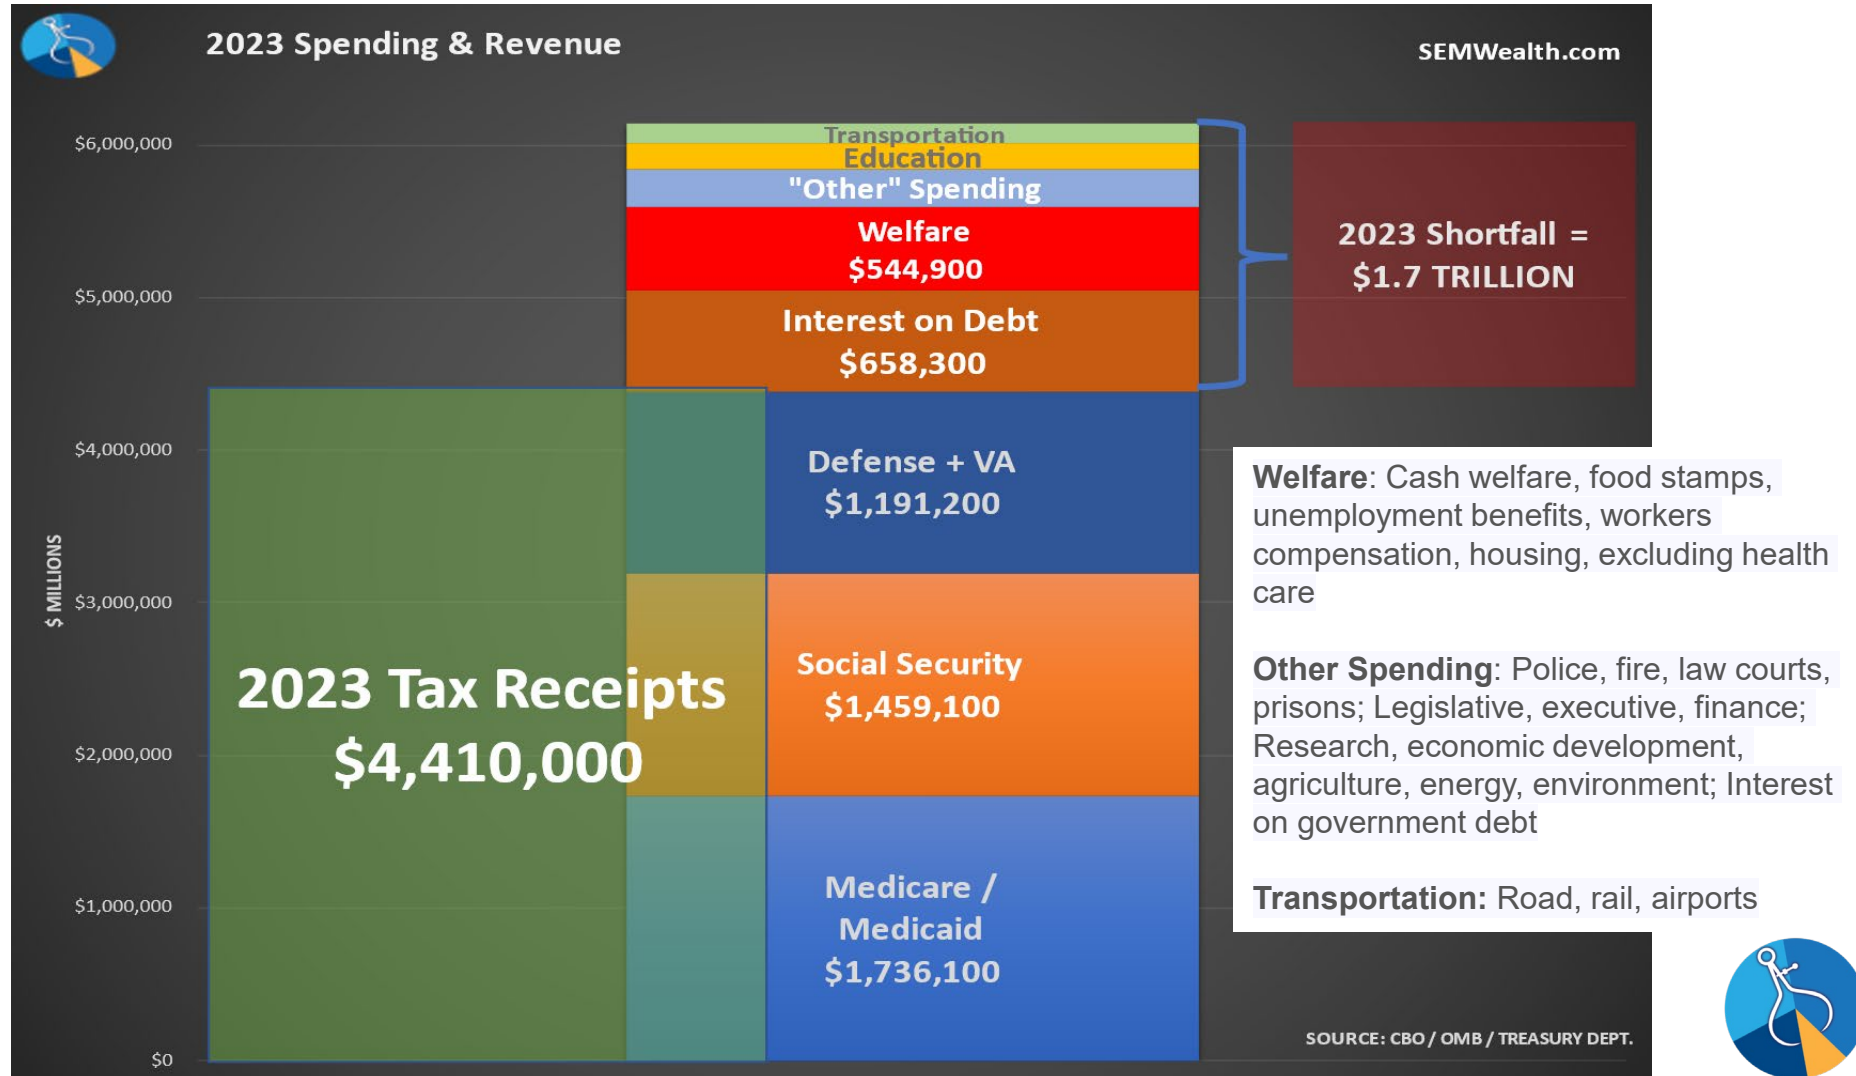 2023 Spending & Revenue
SEMWealth.com
$6,000,000
$5,000,000
$4,000,000
$3,000,000
$2,000,000
$1,000,000
$0
$ MILLIONS
Transportation
Education
"Other" Spending
Welfare
$544,900
Interest on Debt
$658,300
Defense + VA
$1,191,200
Social Security
$1,459,100
Medicare /
Medicaid
$1,736,100
2023 Tax Receipts
$4,410,000
2023 Shortfall =
$1.7 TRILLION
Welfare: Cash welfare, food stamps,
unemployment benefits, workers
compensation, housing, excluding health
care
Other Spending: Police, fire, law courts,
prisons; Legislative, executive, finance;
Research, economic development,
agriculture, energy, environment; Interest
on government debt
Transportation: Road, rail, airports
SOURCE: CBO / OMB / TREASURY DEPT.